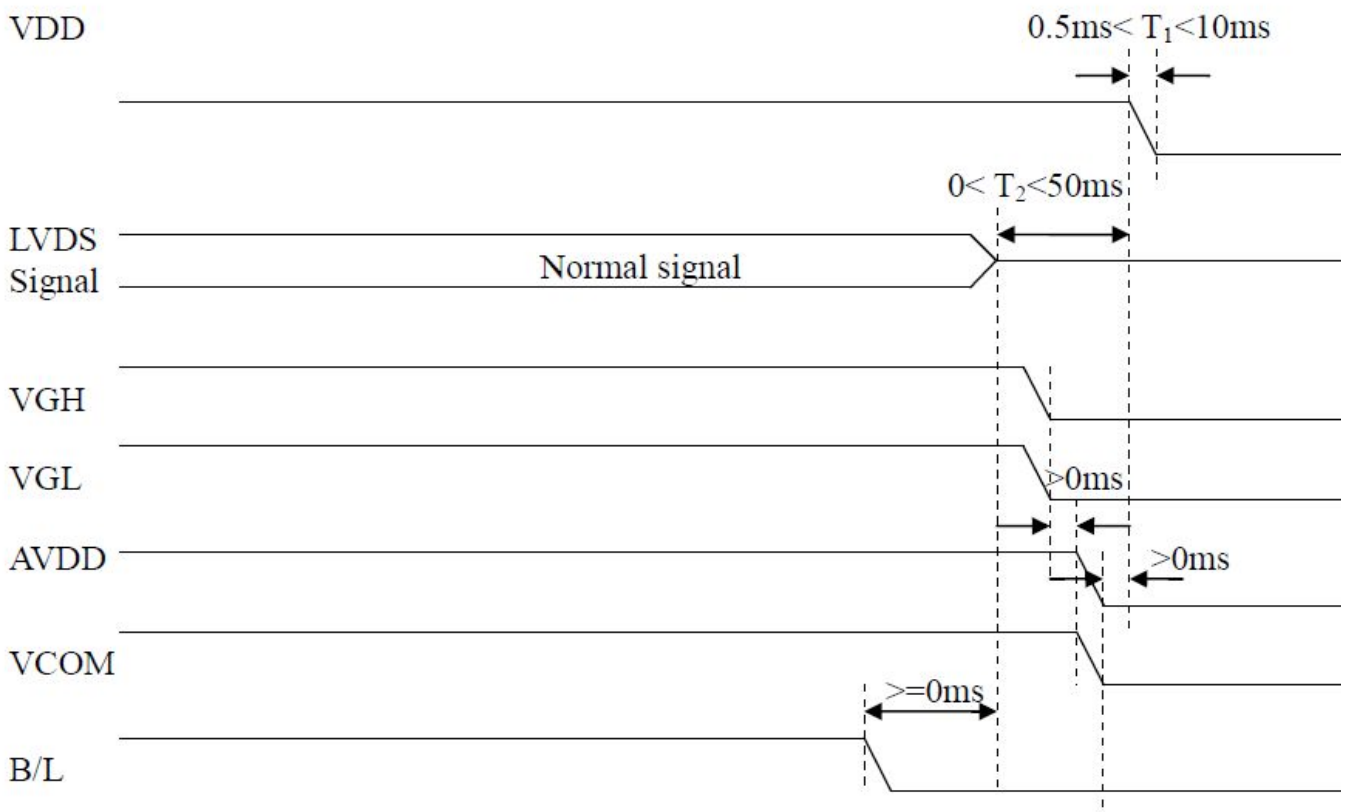 VDD
0.5ms< T₁<10ms
0< T₂<50ms
LVDS
Signal
Normal signal
VGH
VGL
>0ms
AVDD
>0ms
VCOM
>=0ms
B/L